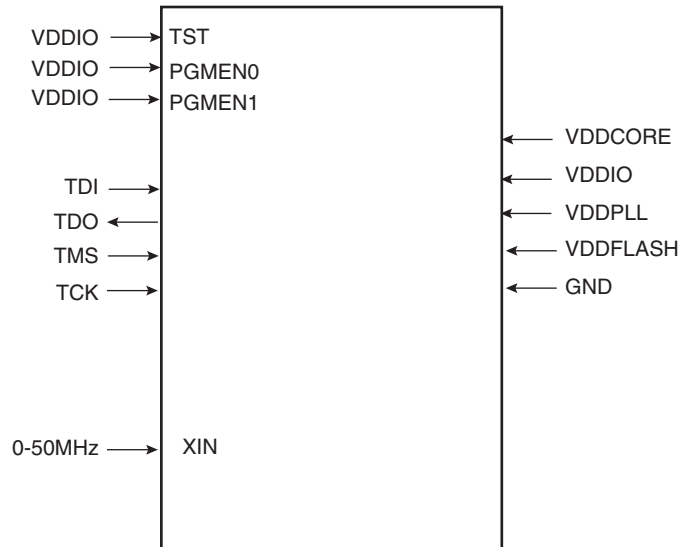 VDDIO TST
VDDIO PGMEN0
VDDIO PGMEN1
VDDCORE
VDDIO
TDI
VDDPLL
TDO
VDDFLASH
TMS
GND
TCK
0-50MHz XIN